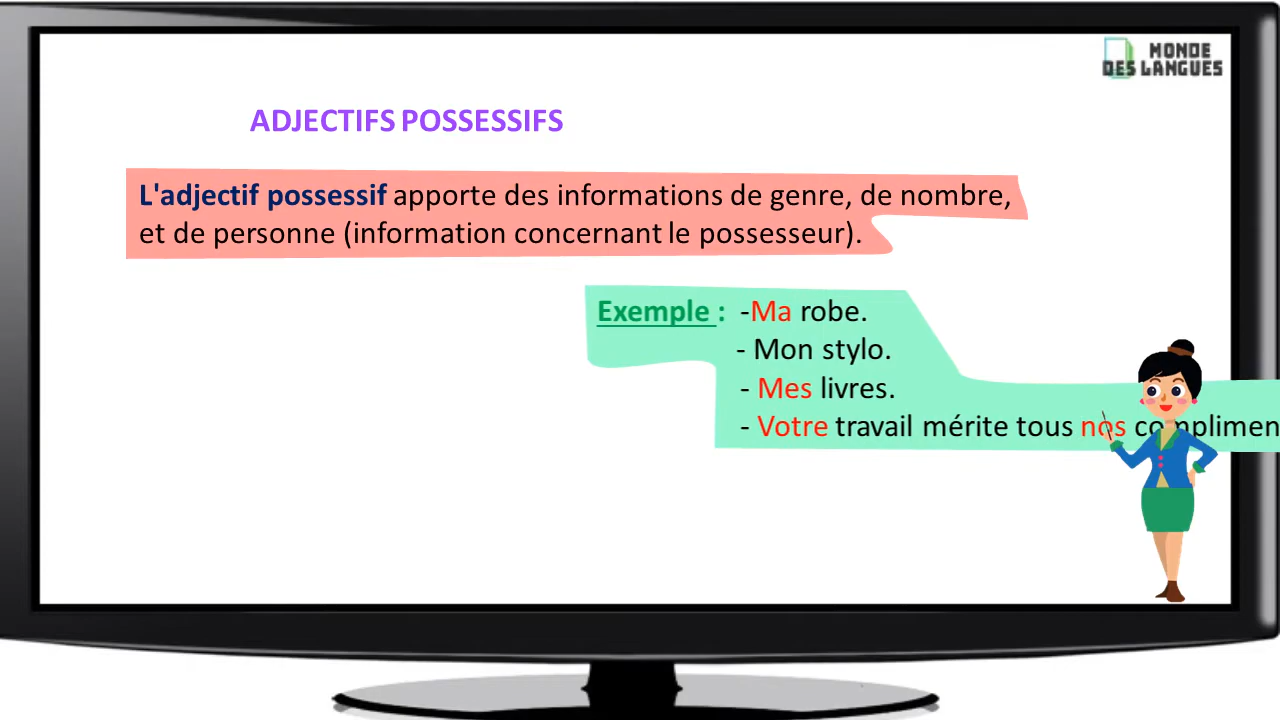 MONDE
DES LANGUES
ADJECTIFS POSSESSIFS
L'adjectif possessif apporte des informations de genre, de nombre,
et de personne (information concernant le possesseur).
Exemple : -Ma robe.
- Mon stylo.
- Mes livres.
- Votre travail mérite tous nos complimen